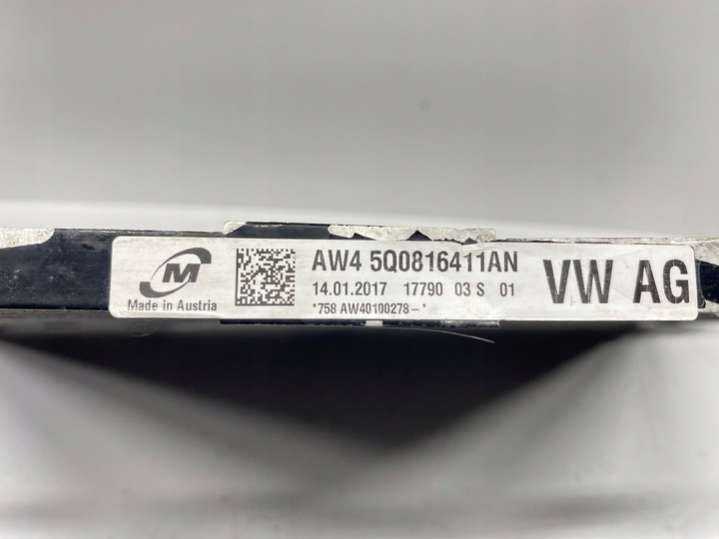 M
Made in Austria
AW4 5Q0816411AN
14.01.2017 17790 03 S 01
*758 AW40100278-*
VW AG